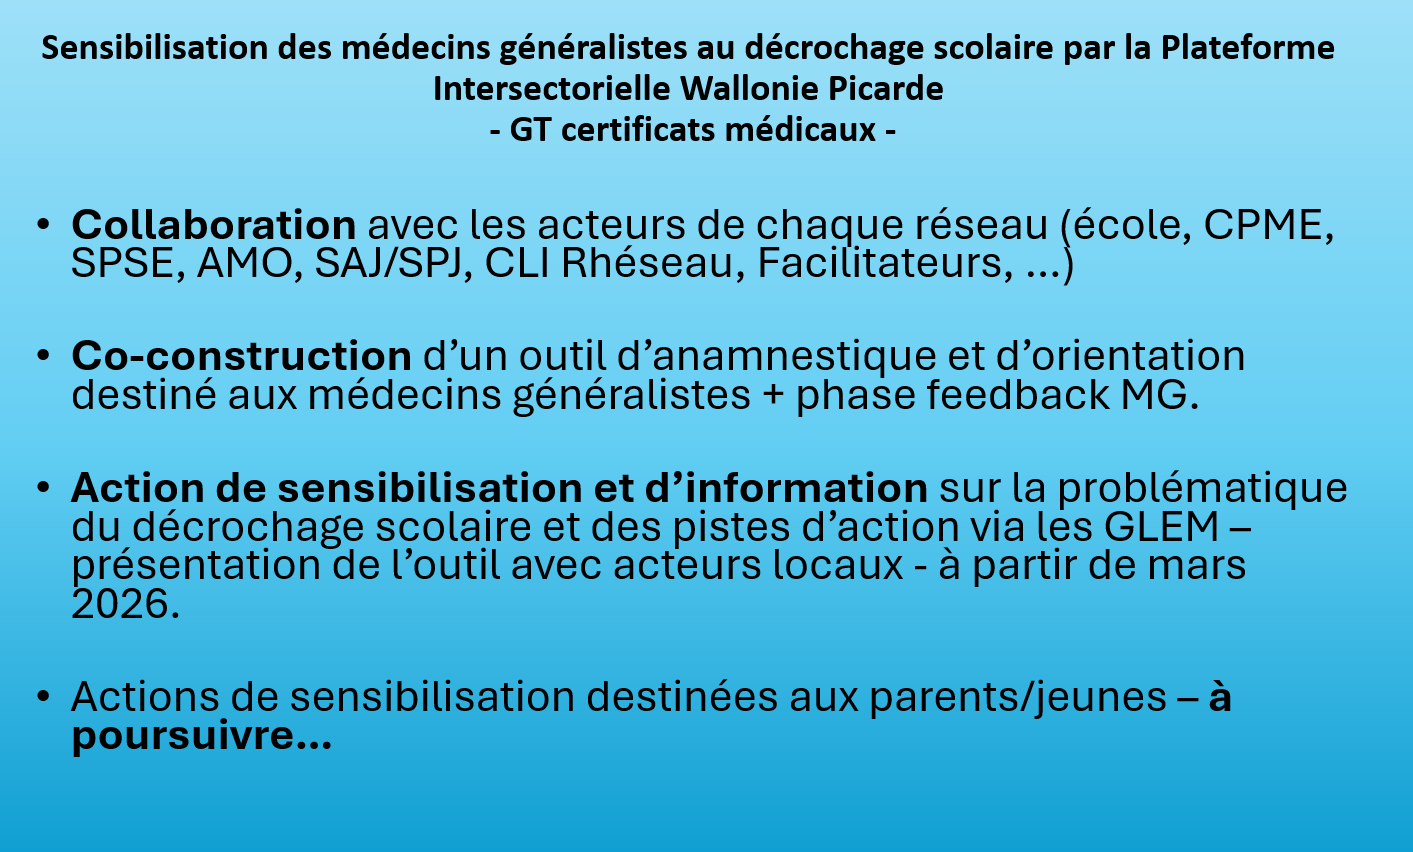 Sensibilisation des médecins généralistes au décrochage scolaire par la Plateforme
Intersectorielle Wallonie Picarde
- GT certificats médicaux -
• Collaboration avec les acteurs de chaque réseau (école, CPME,
SPSE, AMO, SAJ/SPJ, CLI Rhéseau, Facilitateurs, …)
• Co-construction d’un outil d’anamnestique et d’orientation
destiné aux médecins généralistes + phase feedback MG.
• Action de sensibilisation et d’information sur la problématique
du décrochage scolaire et des pistes d’action via les GLEM –
présentation de l’outil avec acteurs locaux - à partir de mars
2026.
• Actions de sensibilisation destinées aux parents/jeunes – à
poursuivre…